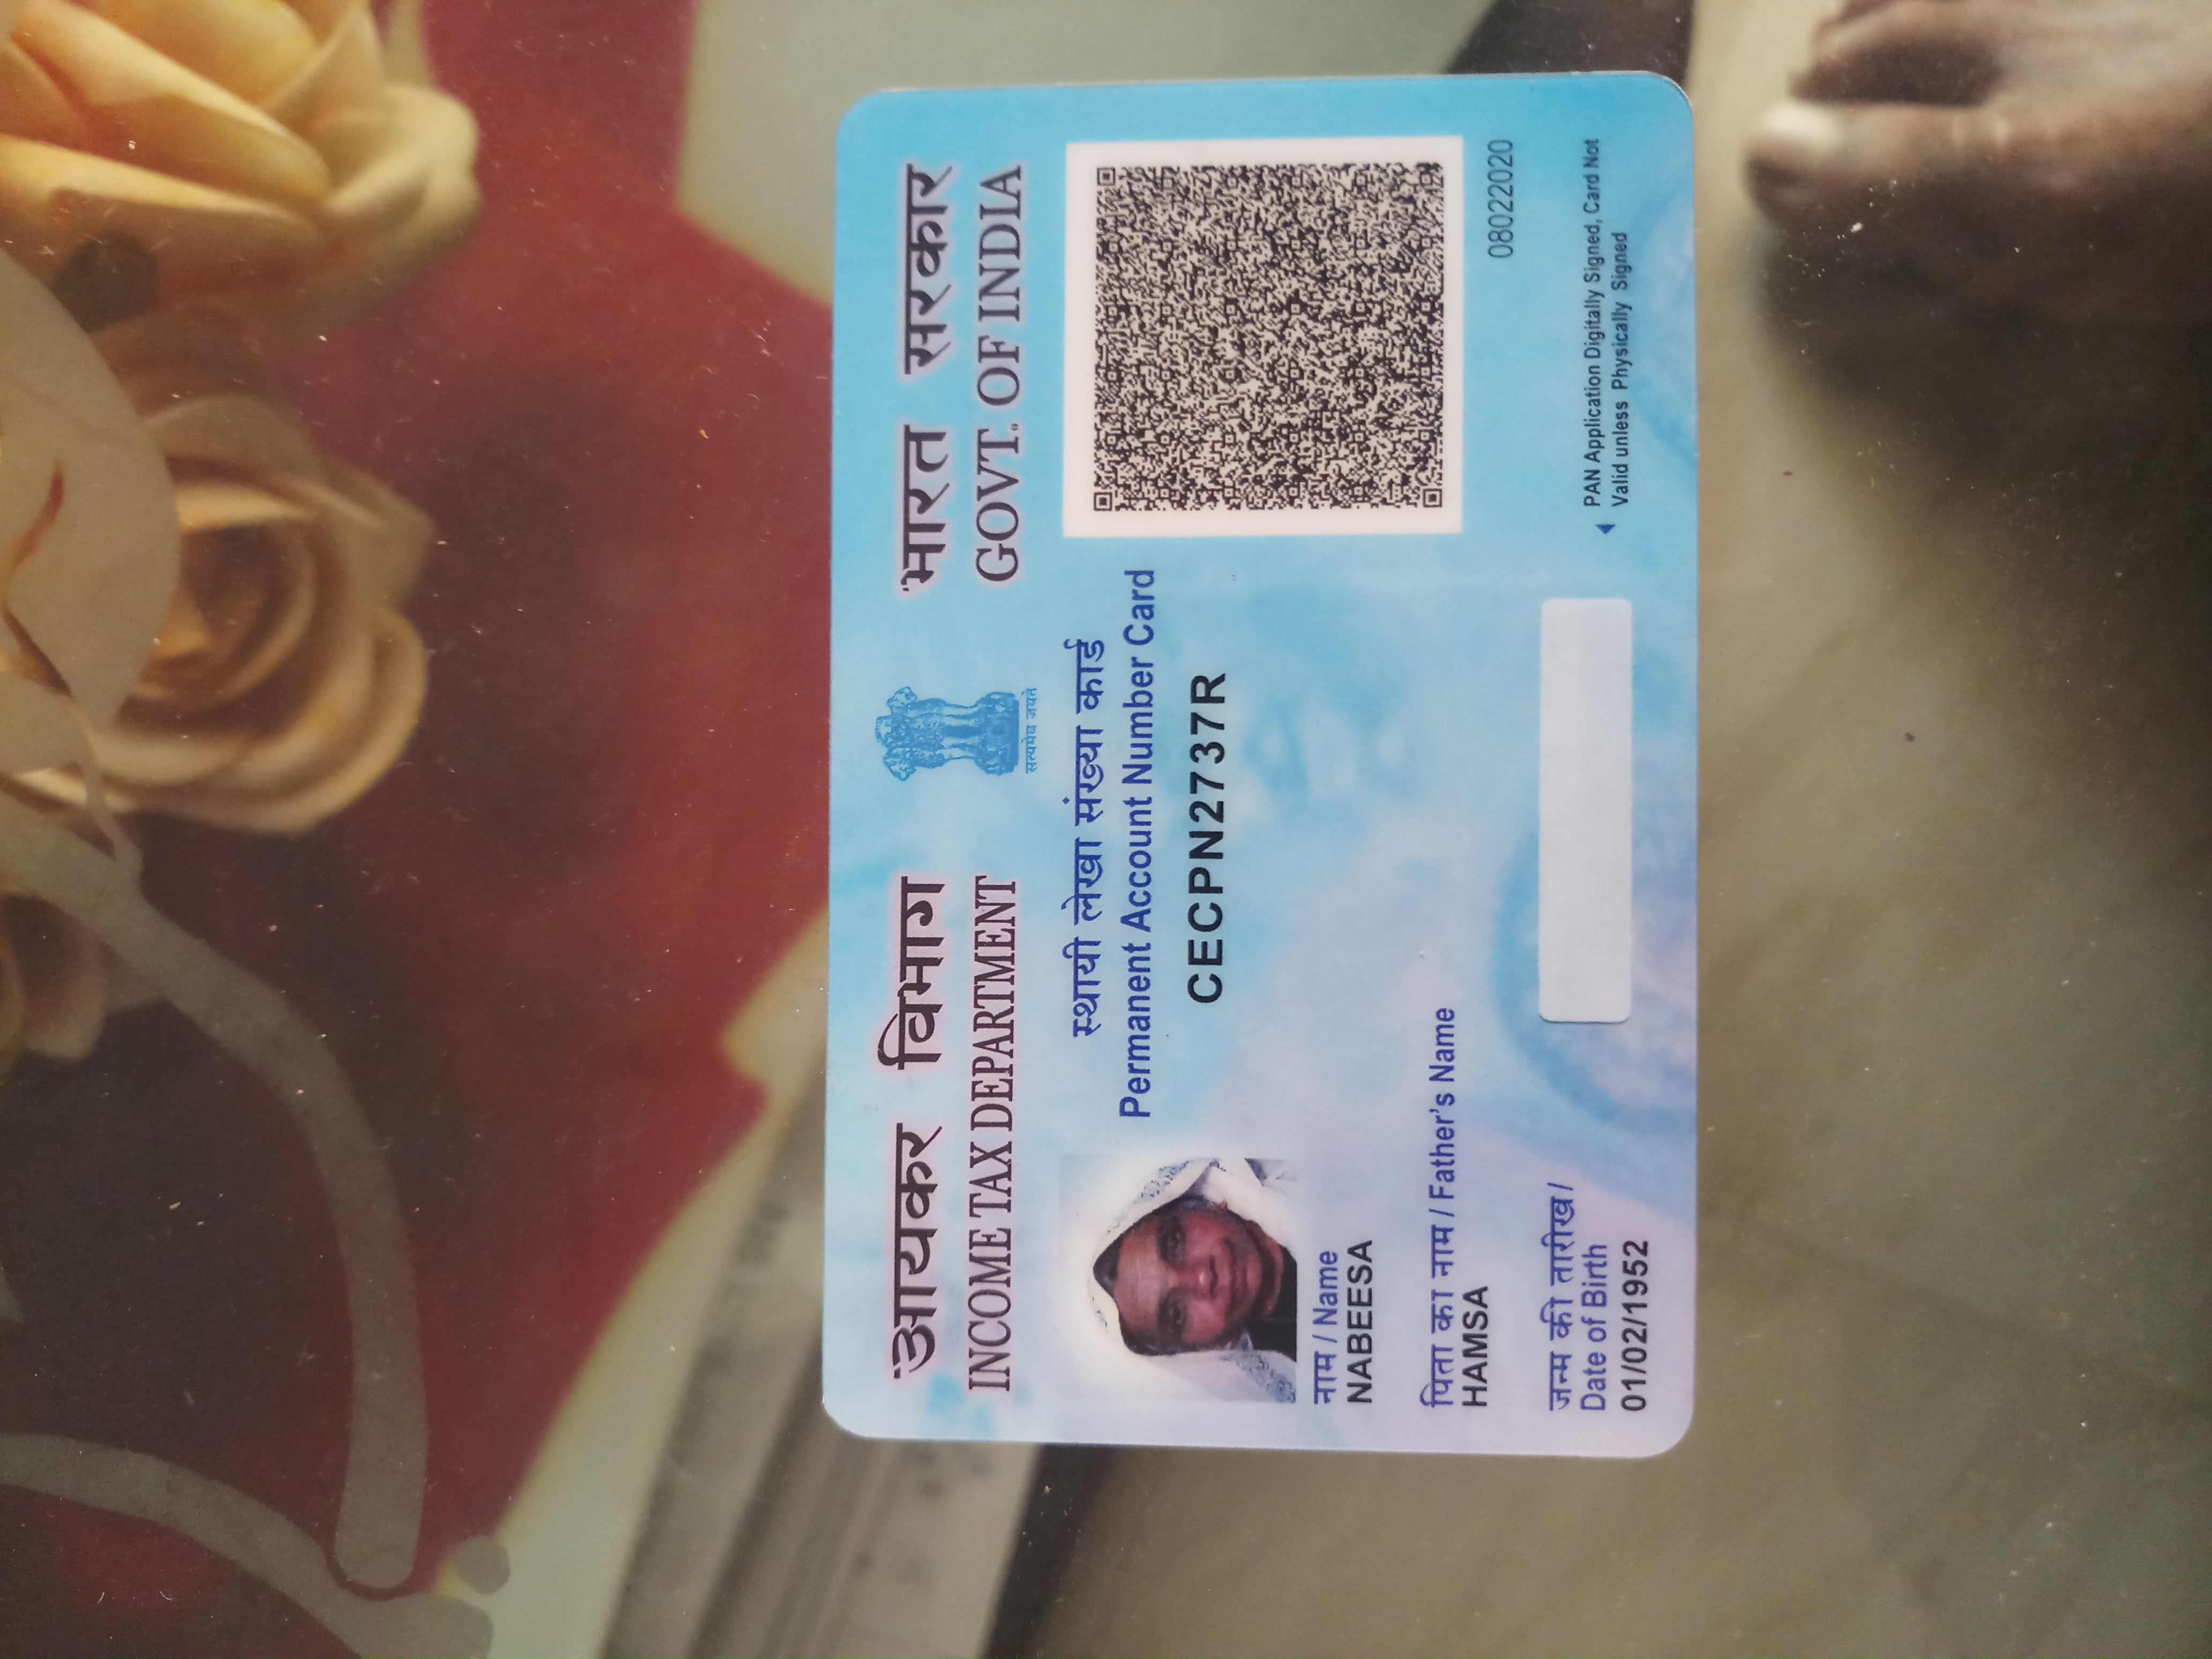 आयकर विभाग
INCOME TAX DEPARTMENT
सत्यमेव जयते
भारत सरकार
GOVT. OF INDIA
स्थायी लेखा संख्या कार्ड
Permanent Account Number Card
CECPN2737R
नाम / Name
NABEESA
पिता का नाम / Father's Name
HAMSA
जन्म की तारीख /
Date of Birth
01/02/1952
08022020
PAN Application Digitally Signed, Card Not
Valid unless Physically Signed